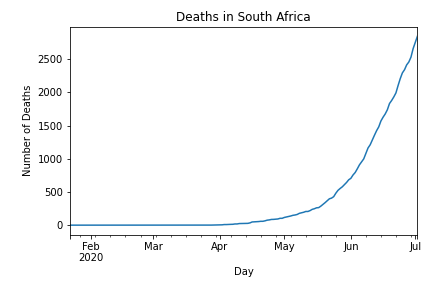 Deaths in South Africa
Number of Deaths
2500
2000
1500
1000
500
0
Feb Mar Apr May Jun Jul
2020
Day